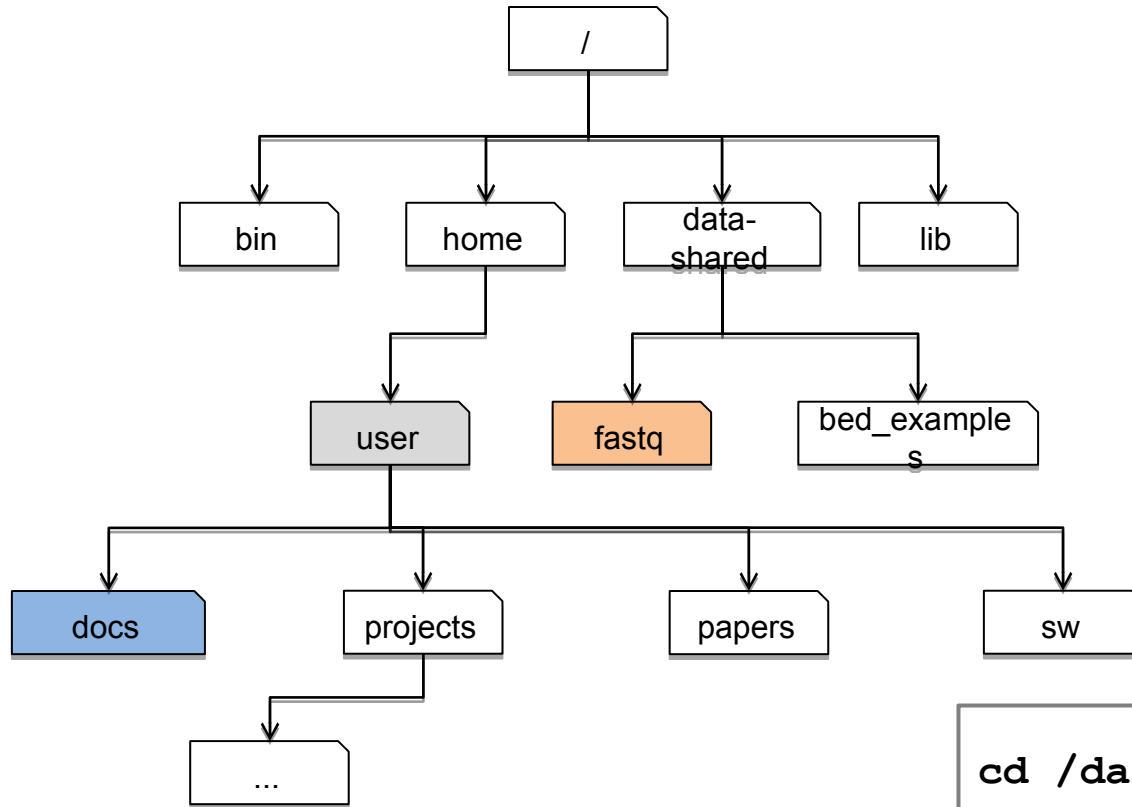 /
bin
home
data-
shared
lib
user
fastq
bed_example
s
docs
projects
papers
sw
...
cd /da